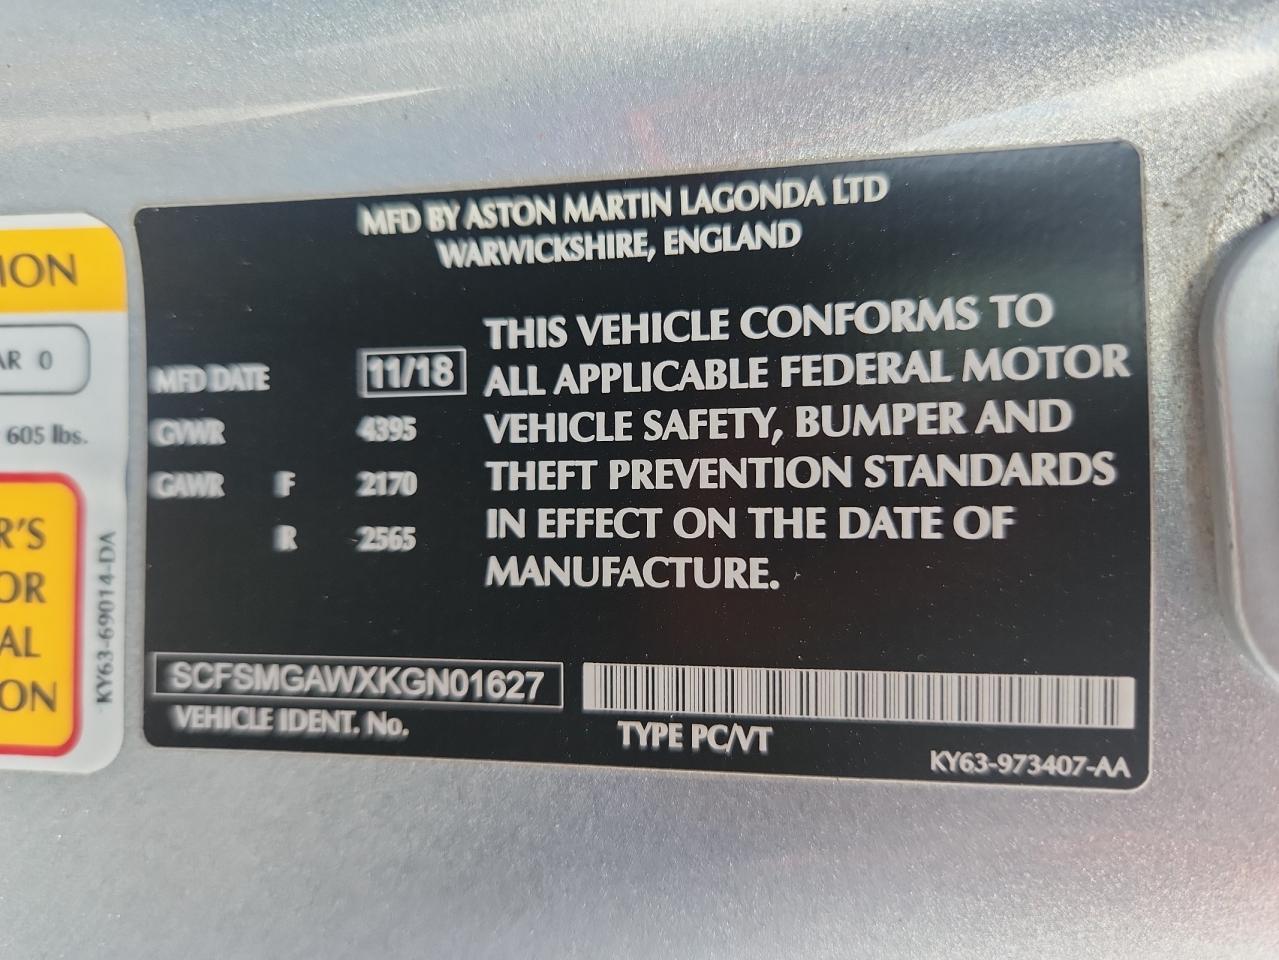 ION
AR 0
605 lbs.
R'S
OR
AL
ON
KY63-69014-DA
MFD BY ASTON MARTIN LAGONDA LTD
WARWICKSHIRE, ENGLAND
MFD DATE 11/18
GVWR 4395
GAWR F 2170
R 2565
THIS VEHICLE CONFORMS TO
ALL APPLICABLE FEDERAL MOTOR
VEHICLE SAFETY, BUMPER AND
THEFT PREVENTION STANDARDS
IN EFFECT ON THE DATE OF
MANUFACTURE.
SCFSMGAWXKGN01627
VEHICLE IDENT. No.
TYPE PC/VT
KY63-973407-AA